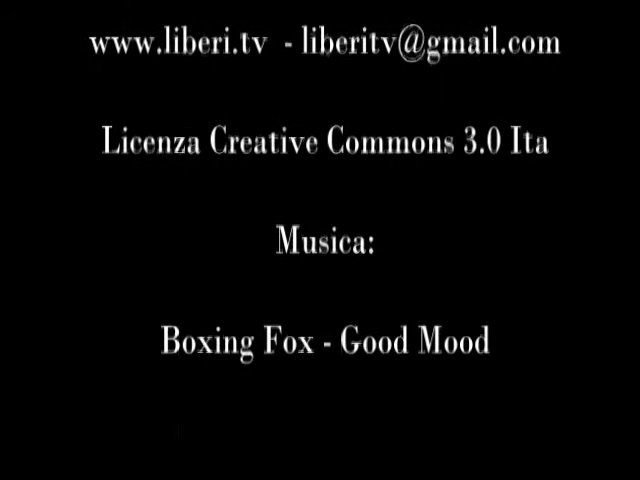 www.liberi.tv - liberitv@gmail.com
Licenza Creative Commons 3.0 Ita
Musica:
Boxing Fox - Good Mood